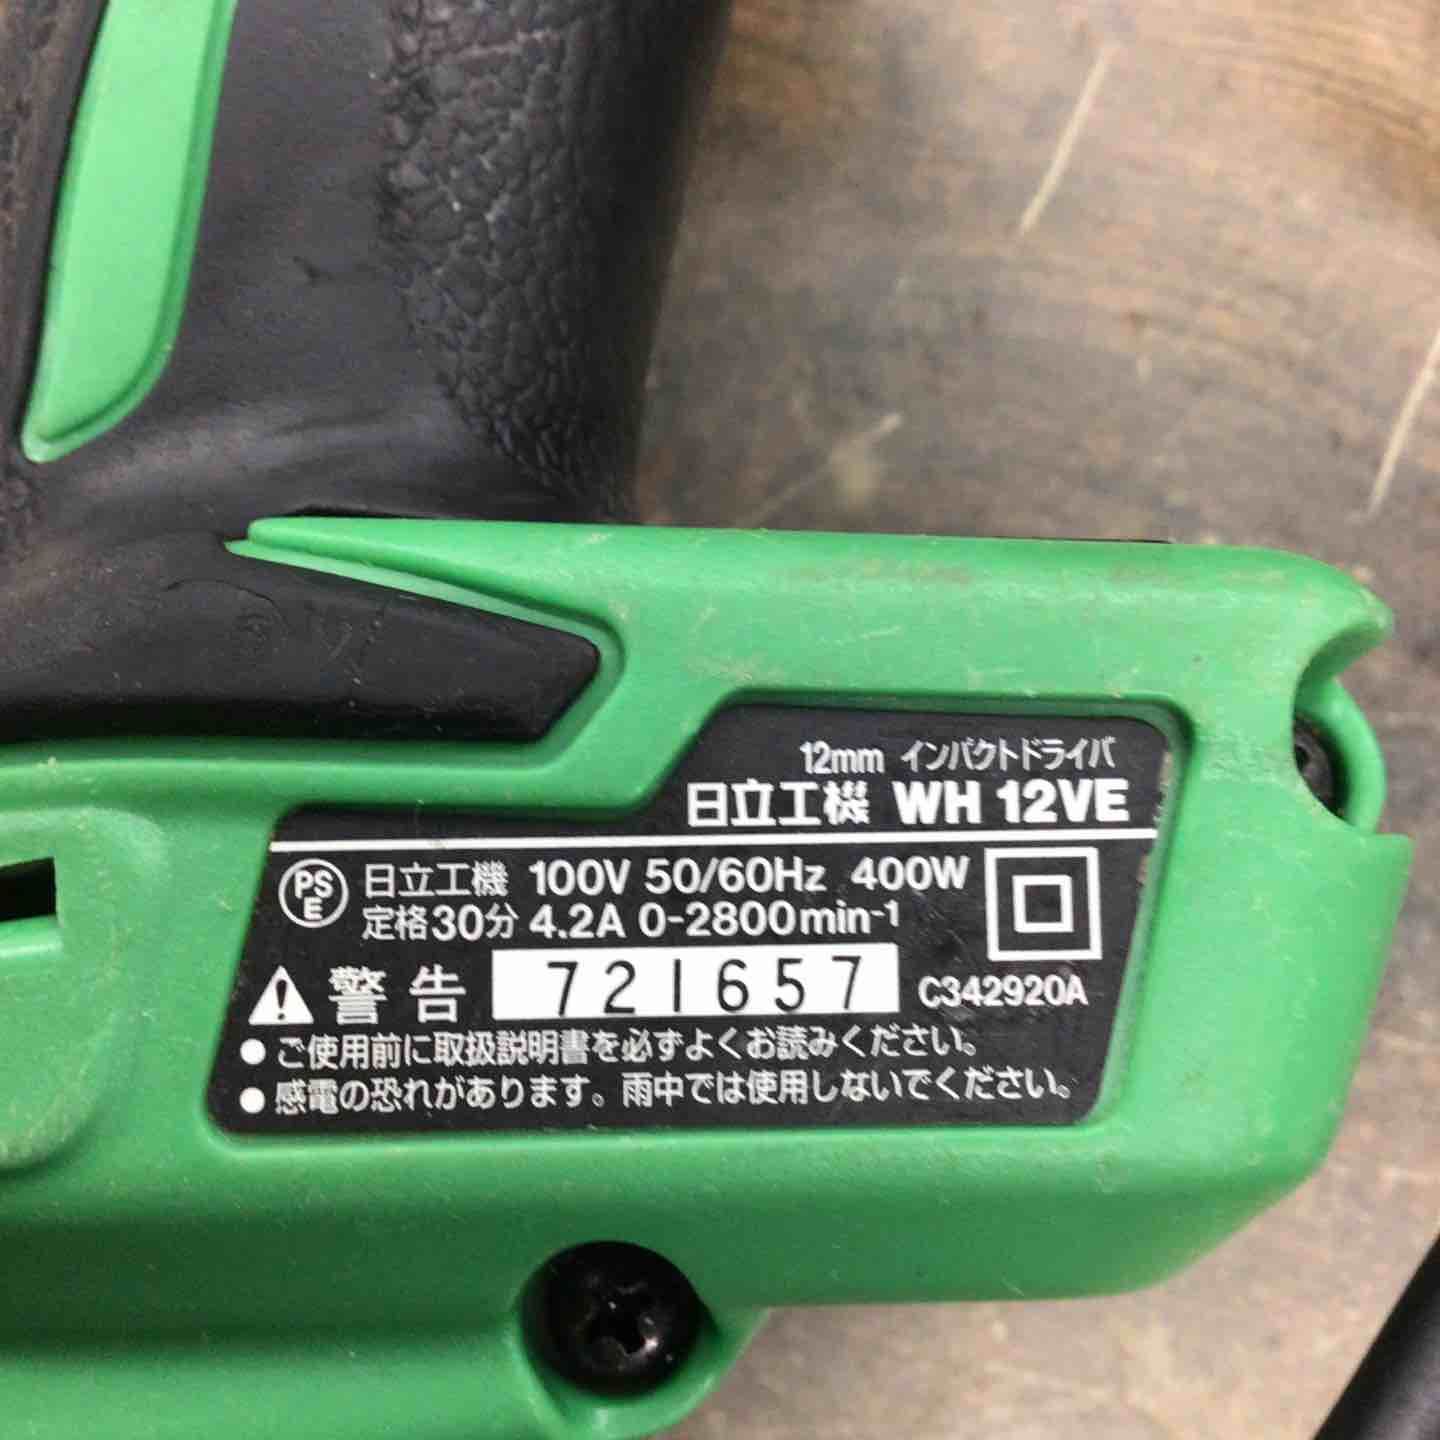 12mm インパクトドライバ
日立工機 WH 12VE
PSE 日立工機 100V 50/60Hz 400W
定格30分 4.2A 0-2800min⁻¹
警告 721657 C342920A
●ご使用前に取扱説明書を必ずよくお読みください。
●感電の恐れがあります。雨中では使用しないでください。